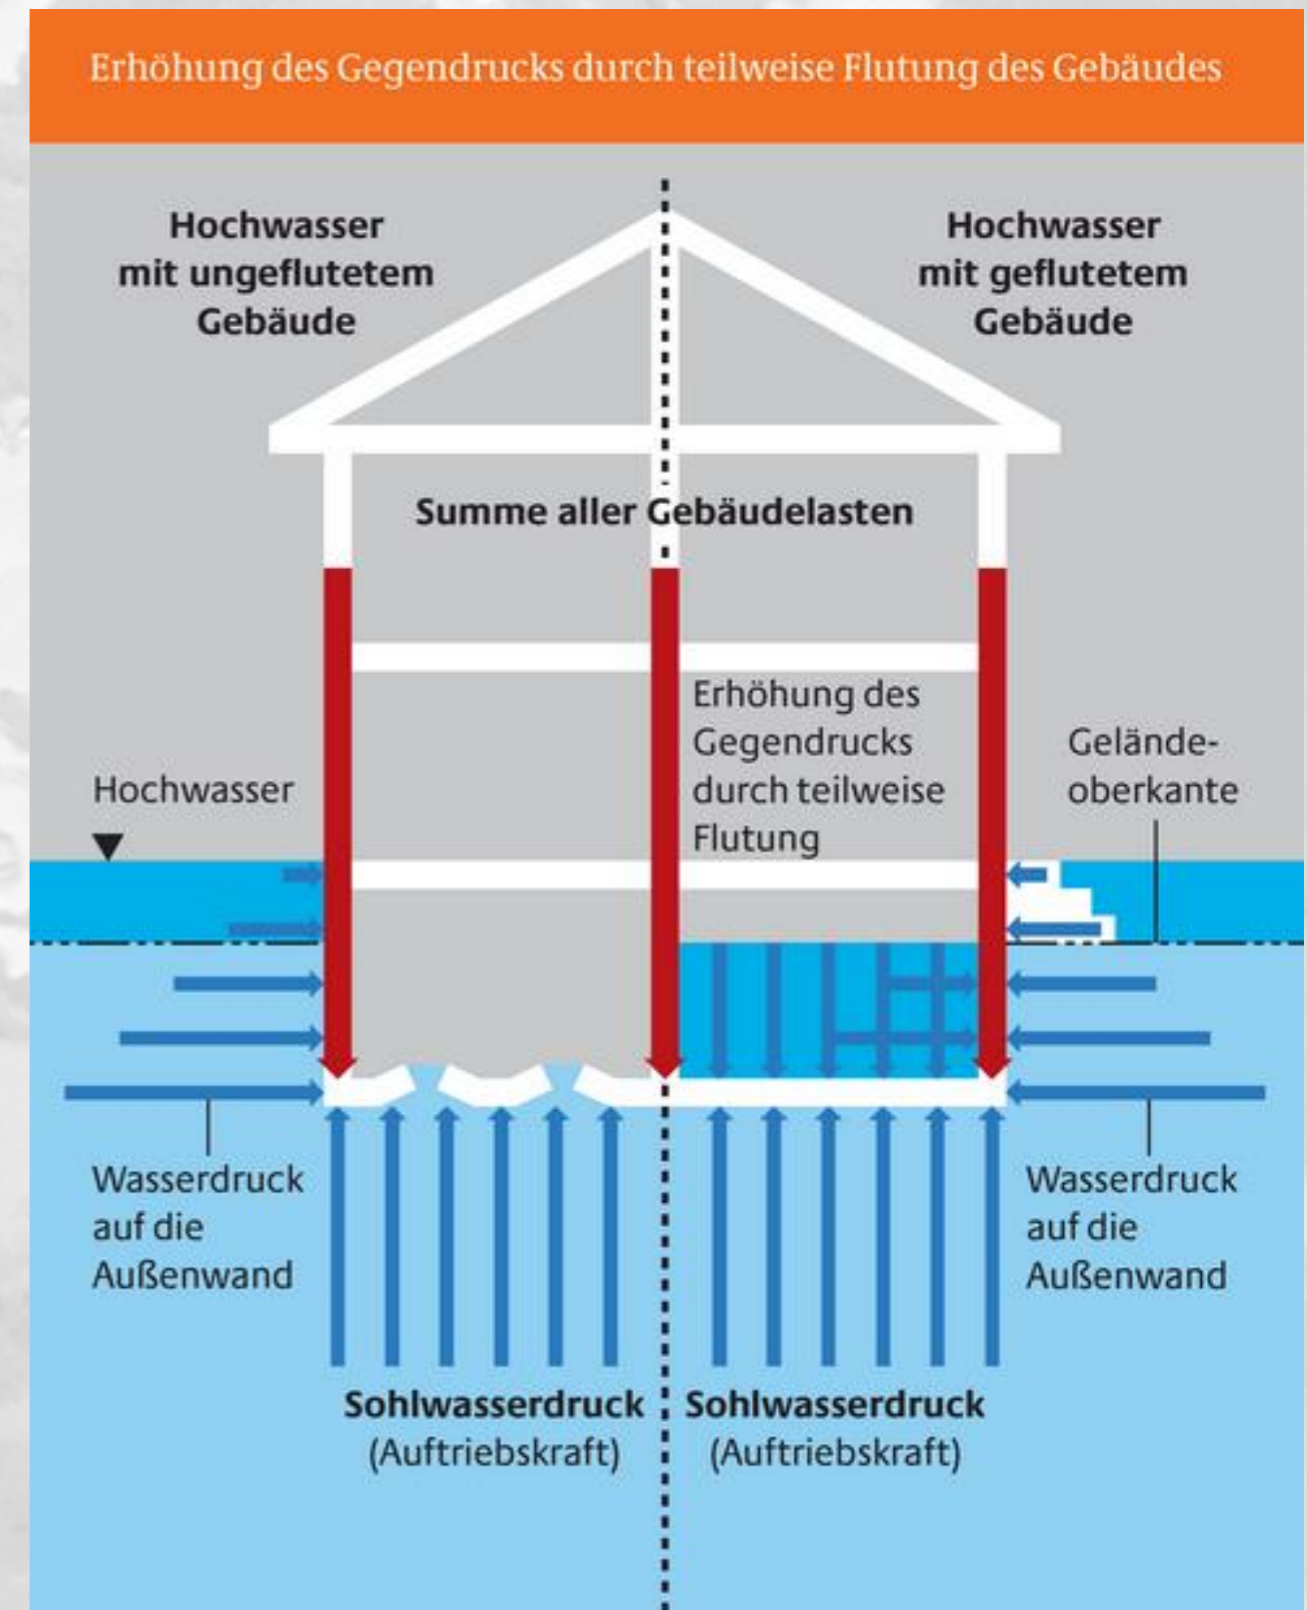 Erhöhung des Gegendrucks durch teilweise Flutung des Gebäudes
Hochwasser
mit ungeflutetem
Gebäude
Hochwasser
mit geflutetem
Gebäude
Summe aller Gebäudelasten
Erhöhung des
Gegendrucks
durch teilweise
Flutung
Hochwasser
Gelände-
oberkante
Wasserdruck
auf die
Außenwand
Wasserdruck
auf die
Außenwand
Sohlwasserdruck
(Auftriebskraft)
Sohlwasserdruck
(Auftriebskraft)